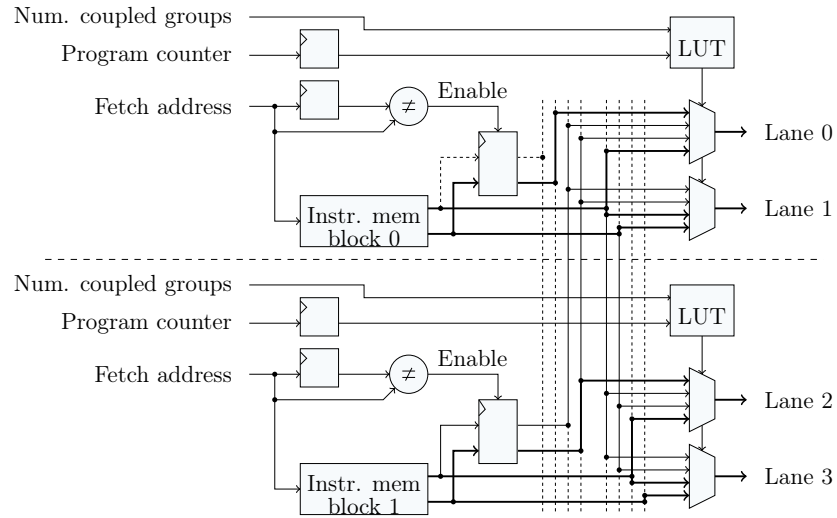 Num. coupled groups
LUT
Program counter
Fetch address
≠
Enable
Lane 0
Lane 1
Instr. mem
block 0
Num. coupled groups
LUT
Program counter
Fetch address
≠
Enable
Lane 2
Lane 3
Instr. mem
block 1